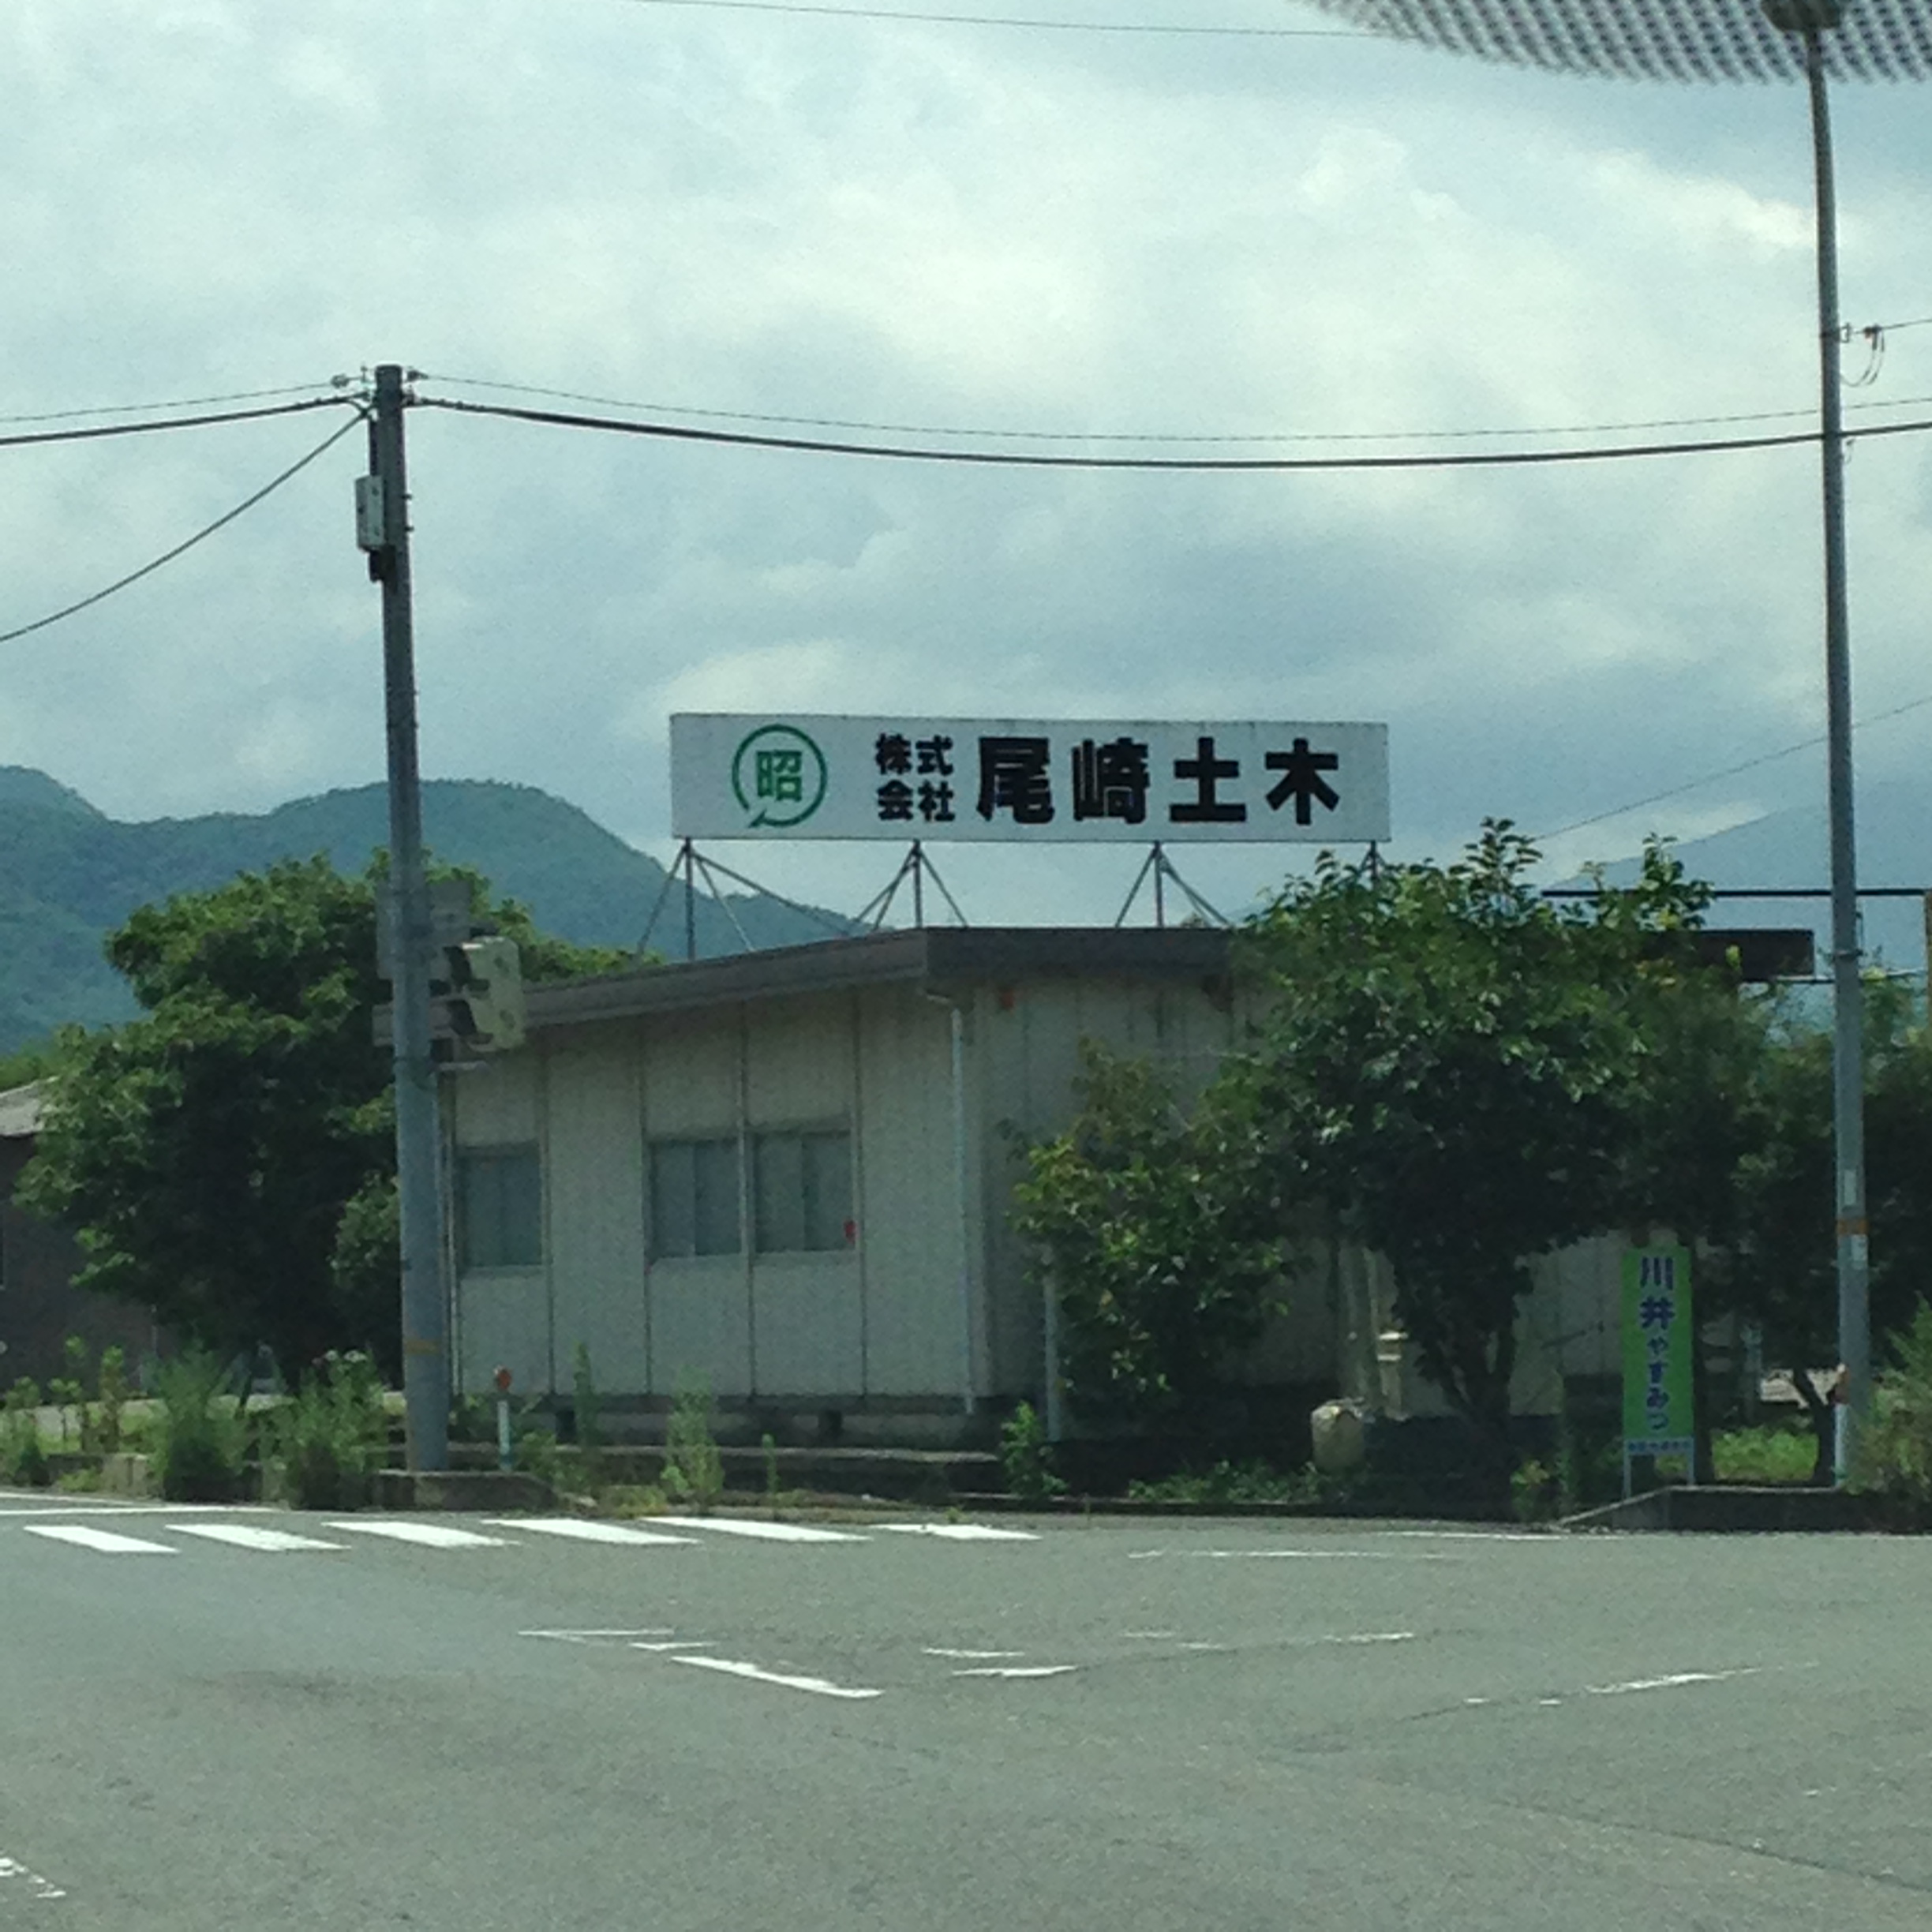 昭
株式
会社
尾崎土木
川井やすみつ